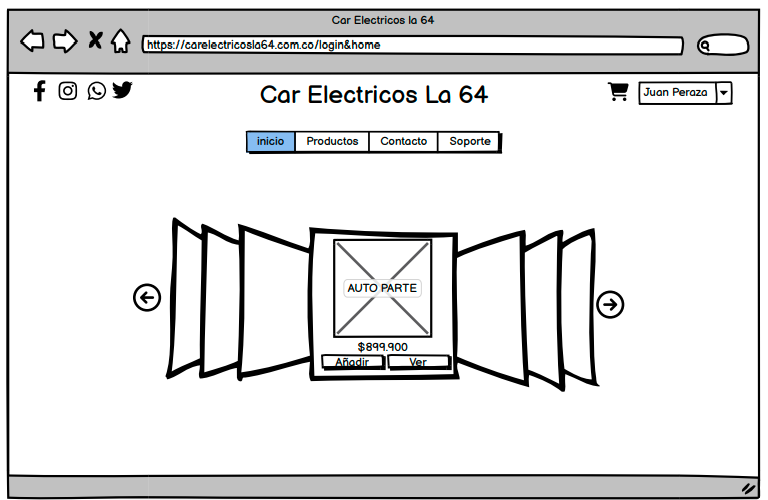 Car Electricos la 64
https://carelectricosla64.com.co/login&home
Car Electricos La 64
Juan Peraza
inicio
Productos
Contacto
Soporte
AUTO PARTE
$899.900
Añadir
Ver